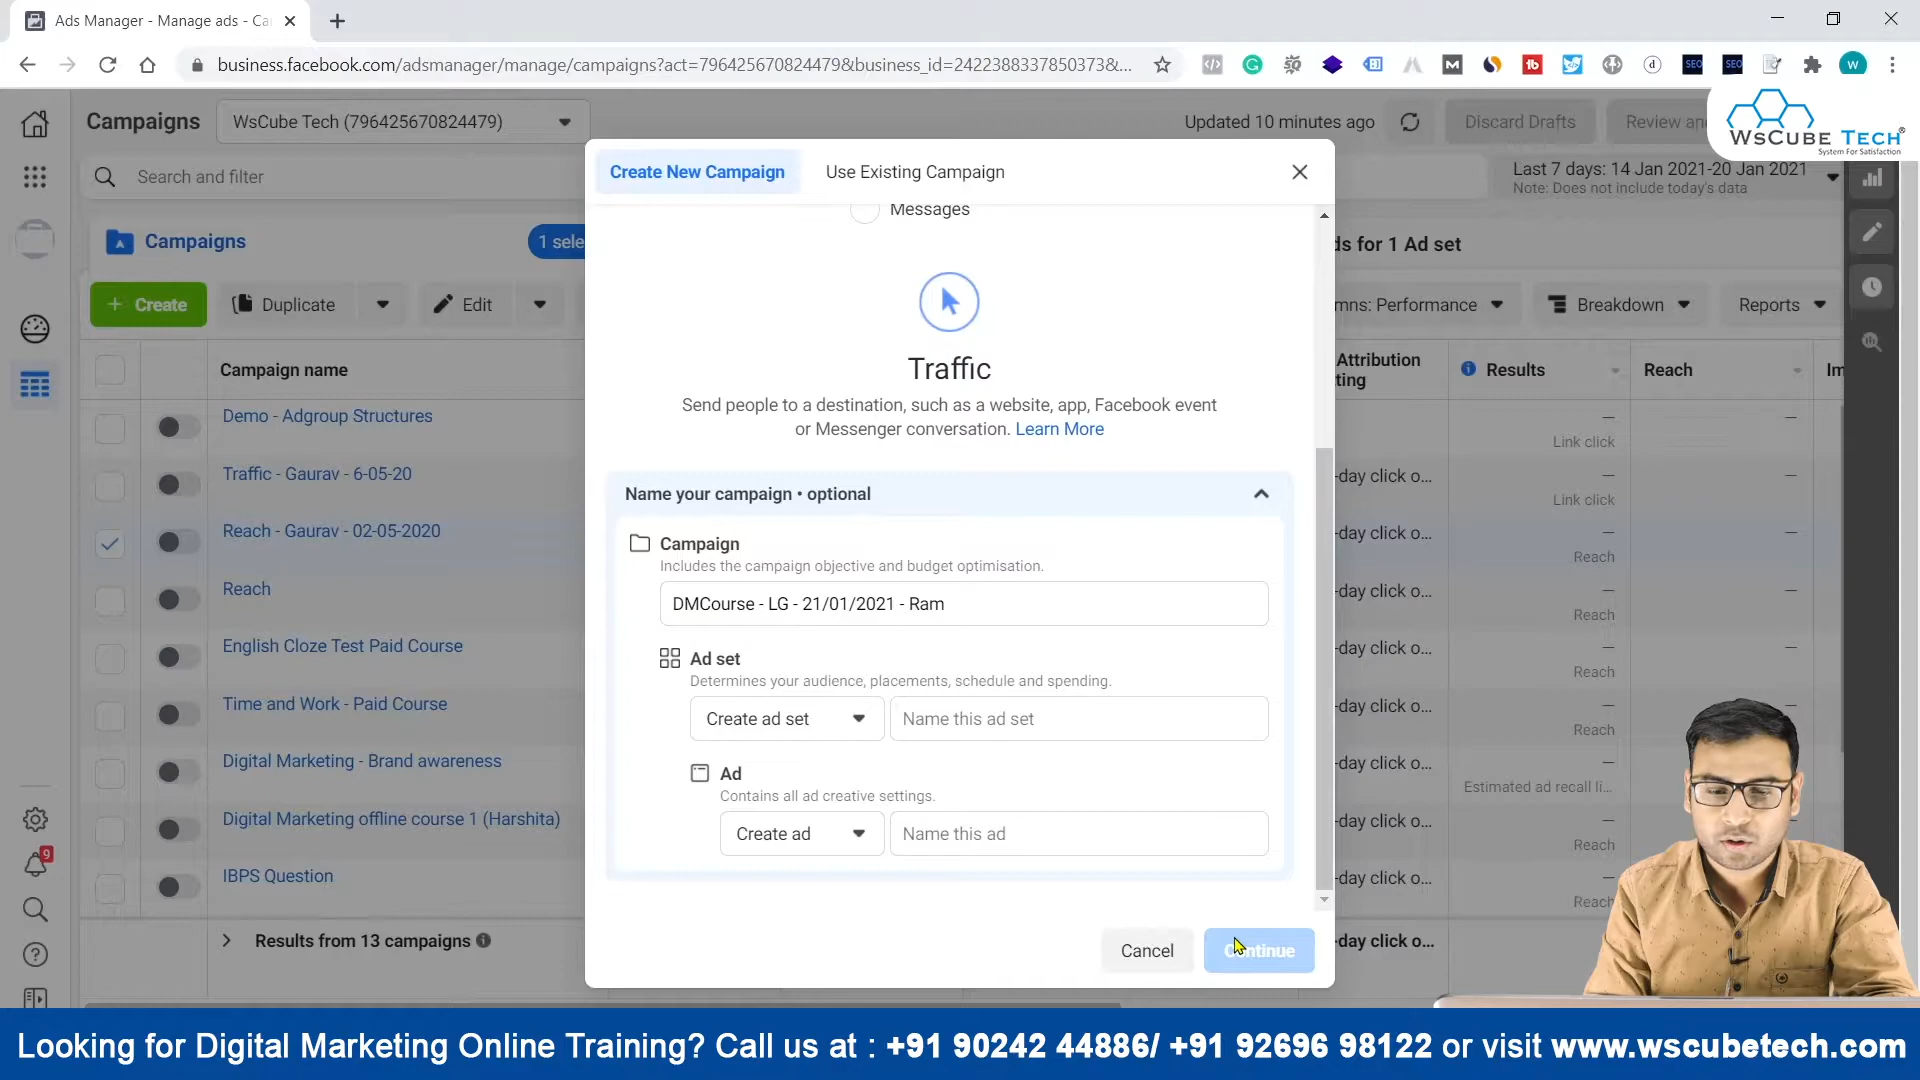 Ads Manager - Manage ads - Ca
business.facebook.com/adsmanager/manage/campaigns?act=796425670824479&business_id=2422388337850373&...
Campaigns
WsCube Tech (796425670824479)
Updated 10 minutes ago
Discard Drafts
Review an
WsCube Tech®
System For Satisfaction
Search and filter
Last 7 days: 14 Jan 2021-20 Jan 2021
Note: Does not include today's data
Create New Campaign
Use Existing Campaign
Messages
Campaigns
1 sele
ds for 1 Ad set
+ Create
Duplicate
Edit
mns: Performance
Breakdown
Reports
Traffic
Send people to a destination, such as a website, app, Facebook event
or Messenger conversation. Learn More
Campaign name
Attribution
ting
Results
Reach
Im
Demo - Adgroup Structures
Traffic - Gaurav - 6-05-20
Reach - Gaurav - 02-05-2020
Reach
English Cloze Test Paid Course
Time and Work - Paid Course
Digital Marketing - Brand awareness
Digital Marketing offline course 1 (Harshita)
IBPS Question
Results from 13 campaigns
Name your campaign • optional
Campaign
Includes the campaign objective and budget optimisation.
DMCourse - LG - 21/01/2021 - Ram
Ad set
Determines your audience, placements, schedule and spending.
Create ad set
Name this ad set
Ad
Contains all ad creative settings.
Create ad
Name this ad
Cancel
Continue
—
Link click
-day click o... —
Link click
-day click o... —
Reach
-day click o... —
Reach
-day click o... —
Reach
-day click o... —
Reach
-day click o... —
Estimated ad recall li...
-day click o... —
Reach
-day click o... —
Reach
-day click o...
9
Looking for Digital Marketing Online Training? Call us at : +91 90242 44886/ +91 92696 98122 or visit www.wscubetech.com